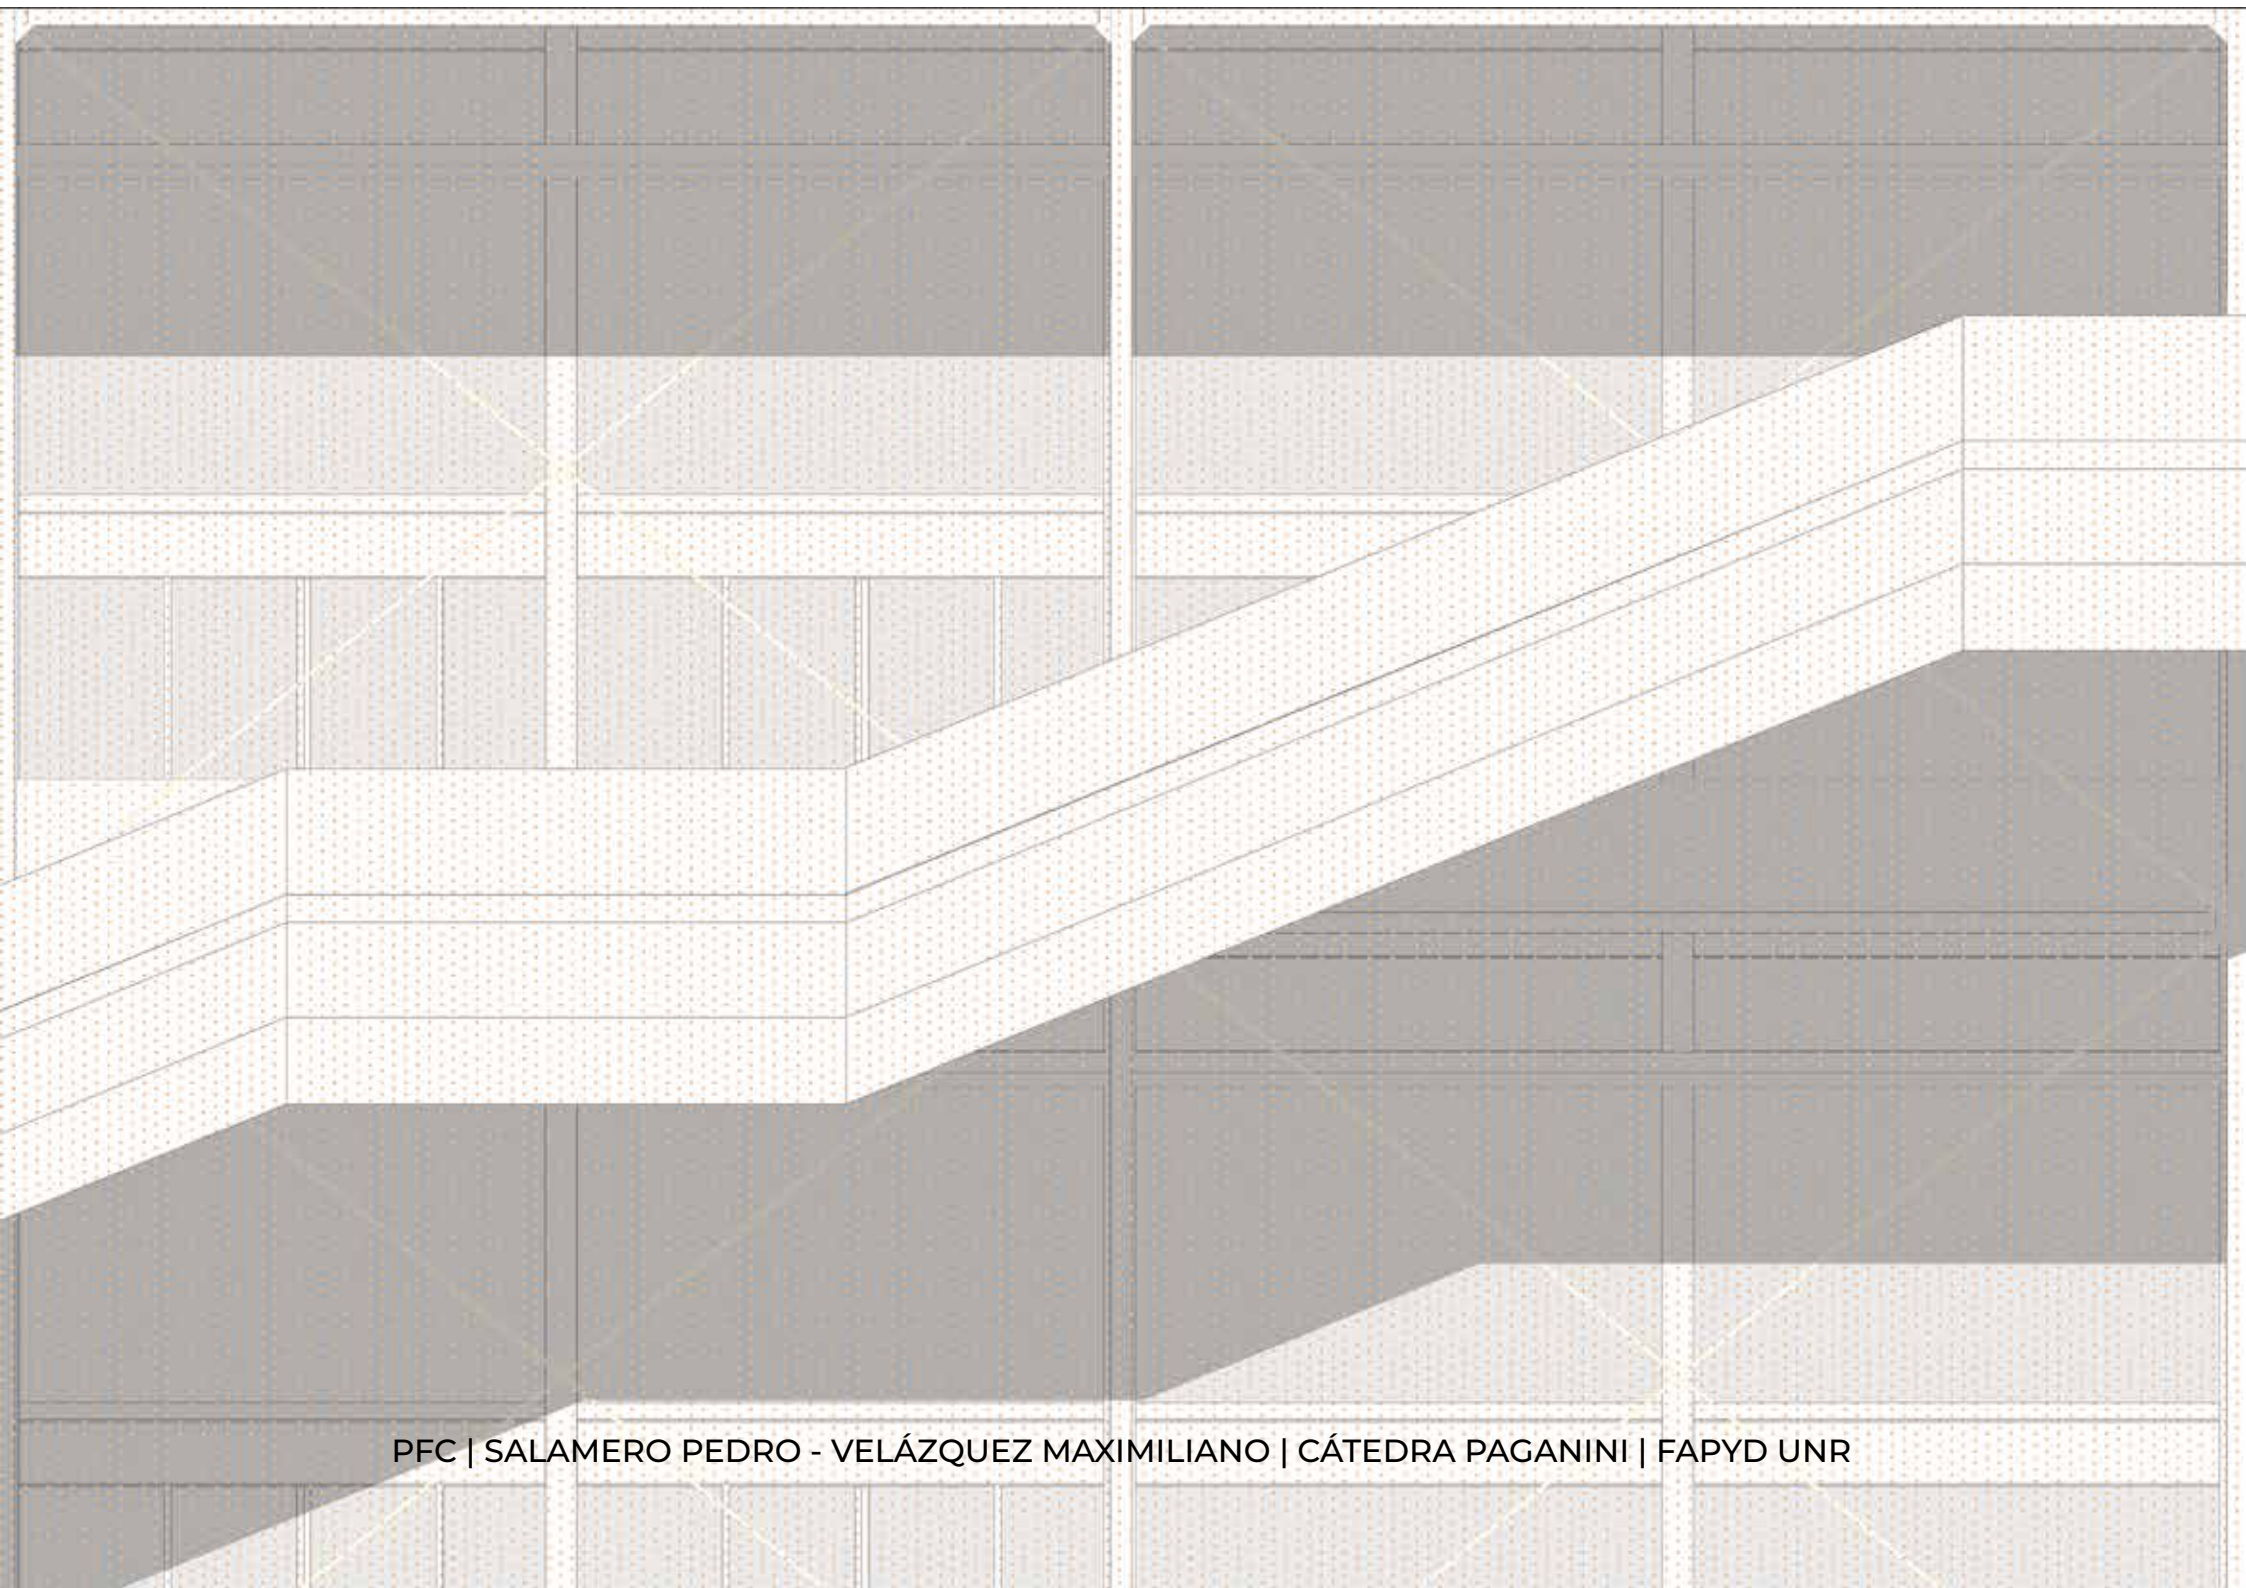 PFC | SALAMERO PEDRO - VELÁZQUEZ MAXIMILIANO | CÁTEDRA PAGANINI | FAPYD UNR